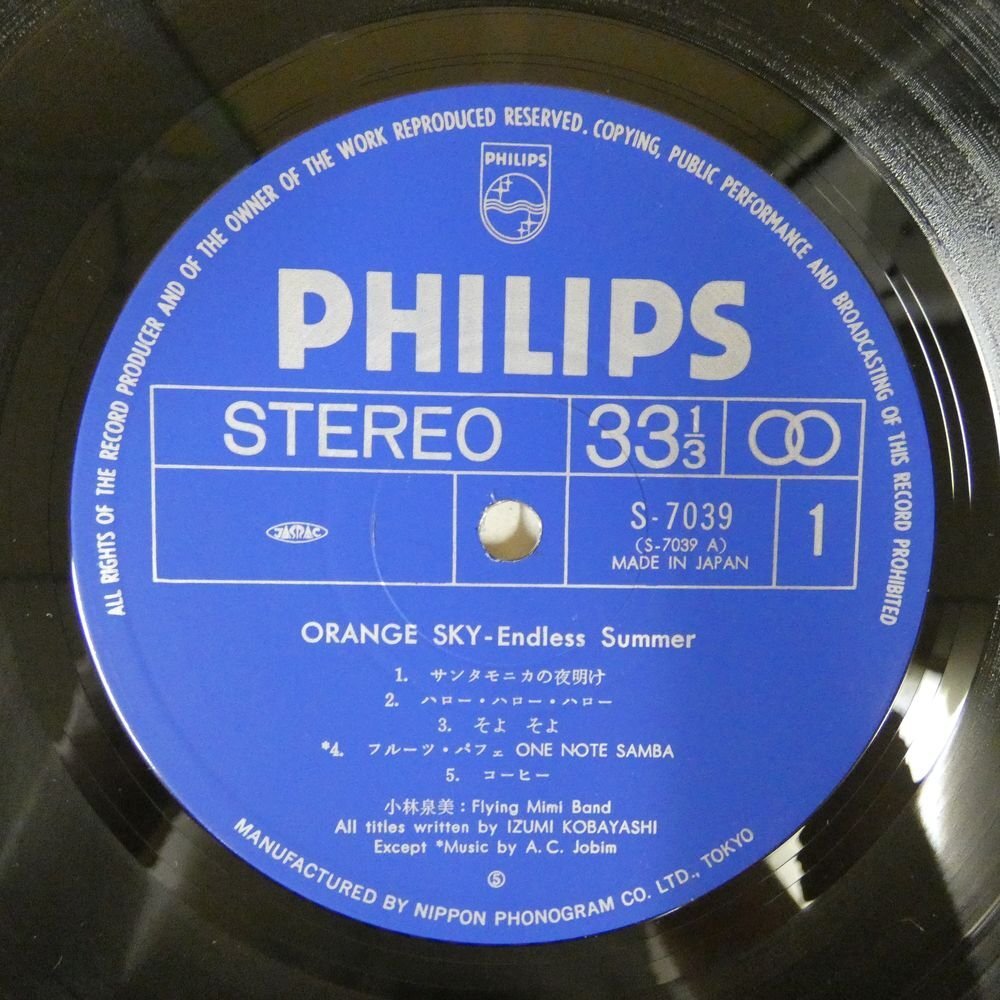 ALL RIGHTS OF THE RECORD PRODUCER AND OF THE OWNER OF THE WORK REPRODUCED RESERVED. COPYING, PUBLIC PERFORMANCE AND BROADCASTING OF THIS RECORD PROHIBITED
PHILIPS
PHILIPS
STEREO 33 1/3
JASRAC S-7039 1
(S-7039 A)
MADE IN JAPAN
ORANGE SKY-Endless Summer
1. サンタモニカの夜明け
2. ハロー・ハロー・ハロー
3. そよ そよ
*4. フルーツ・パフェ ONE NOTE SAMBA
5. コーヒー
小林泉美：Flying Mimi Band
All titles written by IZUMI KOBAYASHI
Except *Music by A. C. Jobim
⑤
MANUFACTURED BY NIPPON PHONOGRAM CO. LTD., TOKYO